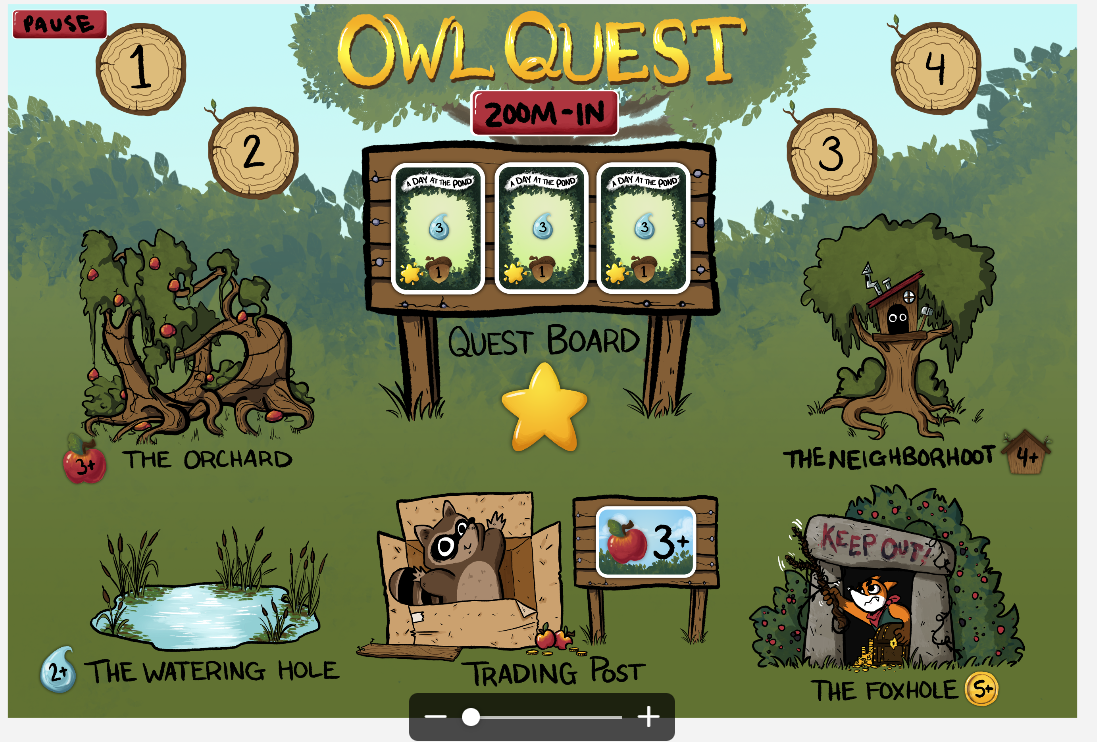 PAUSE
OWL QUEST
1
4
ZOOM-IN
2
3
A DAY AT THE POND
3
1
A DAY AT THE POND
3
1
A DAY AT THE POND
3
1
QUEST BOARD
3+
THE ORCHARD
THE NEIGHBORHOOT
4+
3+
KEEP OUT!
2+
THE WATERING HOLE
TRADING POST
THE FOXHOLE
5+